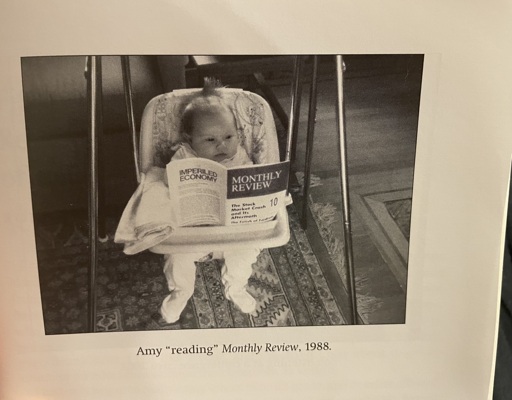 IMPERILED
ECONOMY
MONTHLY
REVIEW
The Stock
Market Crash
and Its
Aftermath
10
Amy “reading” Monthly Review, 1988.